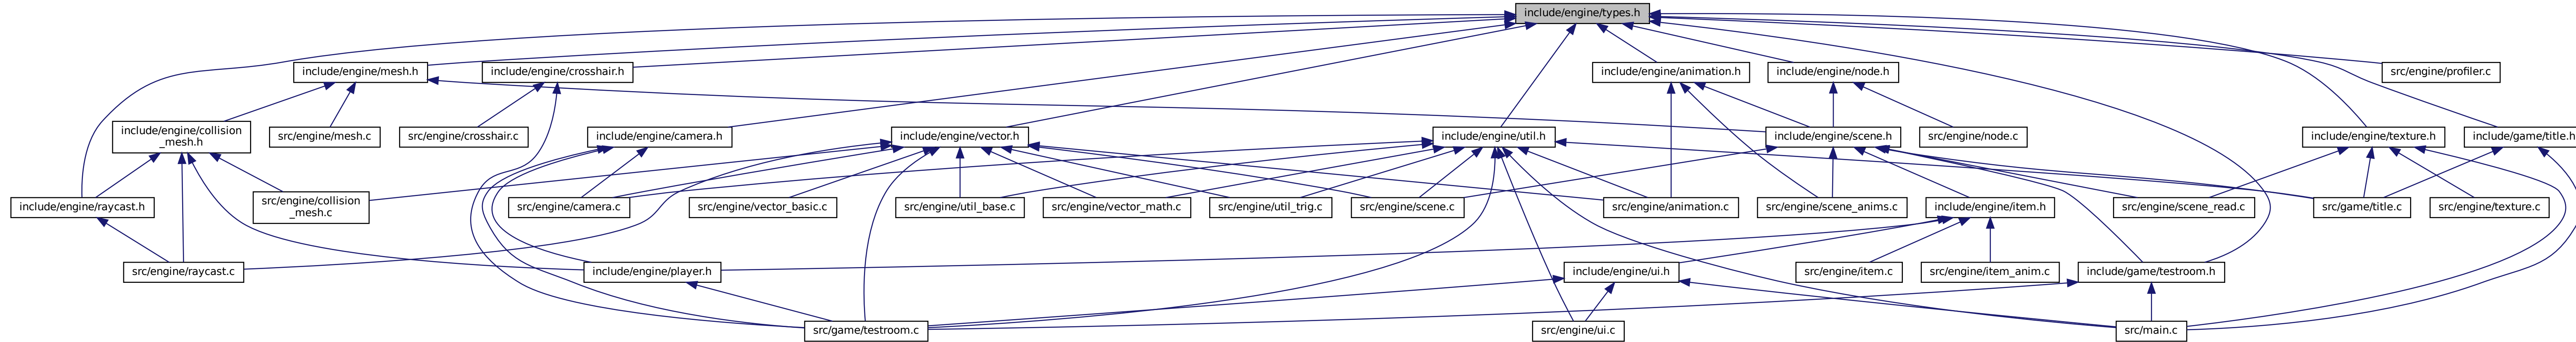 include/engine/types.h
include/engine/mesh.h
include/engine/crosshair.h
include/engine/animation.h
include/engine/node.h
src/engine/profiler.c
include/engine/collision
_mesh.h
src/engine/mesh.c
src/engine/crosshair.c
include/engine/camera.h
include/engine/vector.h
include/engine/util.h
include/engine/scene.h
src/engine/node.c
include/engine/texture.h
include/game/title.h
include/engine/raycast.h
src/engine/collision
_mesh.c
src/engine/camera.c
src/engine/vector_basic.c
src/engine/util_base.c
src/engine/vector_math.c
src/engine/util_trig.c
src/engine/scene.c
src/engine/animation.c
src/engine/scene_anims.c
include/engine/item.h
src/engine/scene_read.c
src/game/title.c
src/engine/texture.c
src/engine/raycast.c
include/engine/player.h
include/engine/ui.h
src/engine/item.c
src/engine/item_anim.c
include/game/testroom.h
src/game/testroom.c
src/engine/ui.c
src/main.c